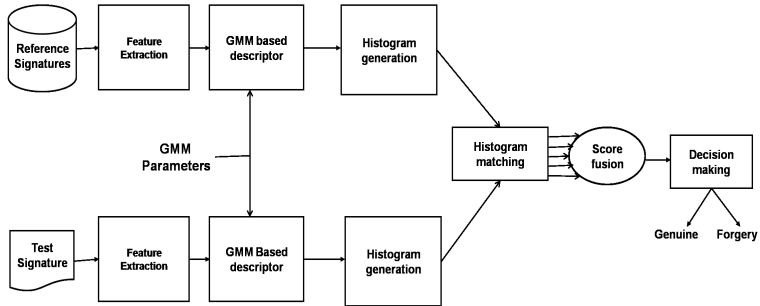 Reference
Signatures
Feature
Extraction
GMM based
descriptor
Histogram
generation
GMM
Parameters
Histogram
matching
Score
fusion
Decision
making
Genuine
Forgery
Test
Signature
Feature
Extraction
GMM Based
descriptor
Histogram
generation